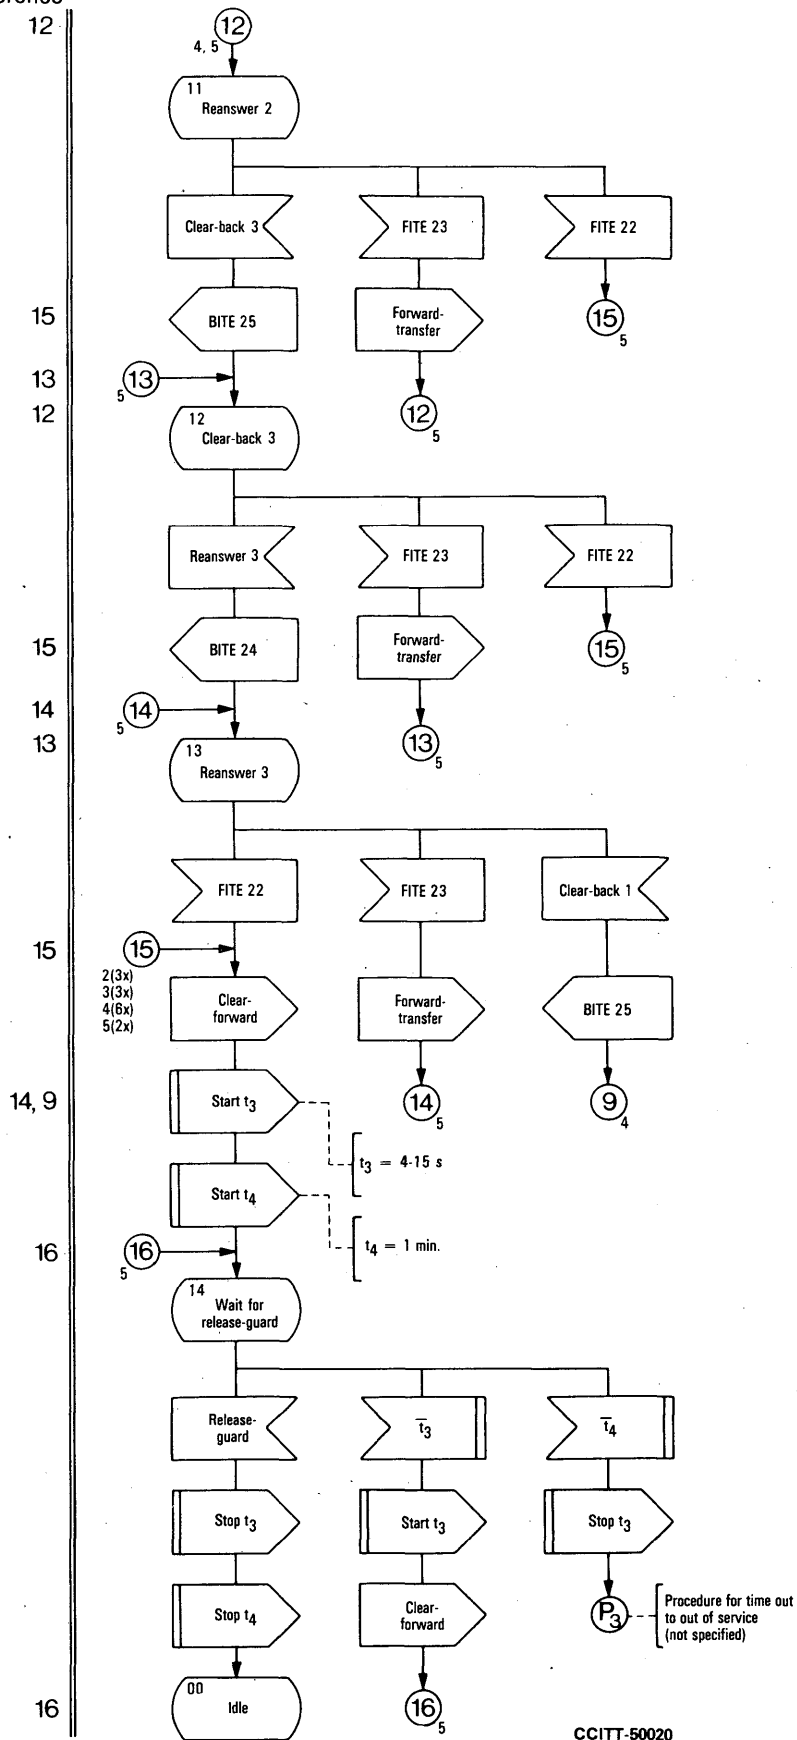 12
12
4, 5
11
Reanswer 2
Clear-back 3
FITE 23
FITE 22
15
BITE 25
Forward-
transfer
15
5
13
13
5
12
12
Clear-back 3
12
5
Reanswer 3
FITE 23
FITE 22
15
BITE 24
Forward-
transfer
15
5
14
14
5
13
13
Reanswer 3
13
5
FITE 22
FITE 23
Clear-back 1
15
15
2(3x)
3(3x)
4(6x)
5(2x)
Clear-
forward
Forward-
transfer
BITE 25
14, 9
Start t3
14
5
9
4
t3 = 4-15 s
Start t4
t4 = 1 min.
16
16
5
14
Wait for
release-guard
Release-
guard
t̅3
t̅4
Stop t3
Start t3
Stop t3
Stop t4
Clear-
forward
P3
Procedure for time out
to out of service
(not specified)
16
00
Idle
16
5
CCITT-50020